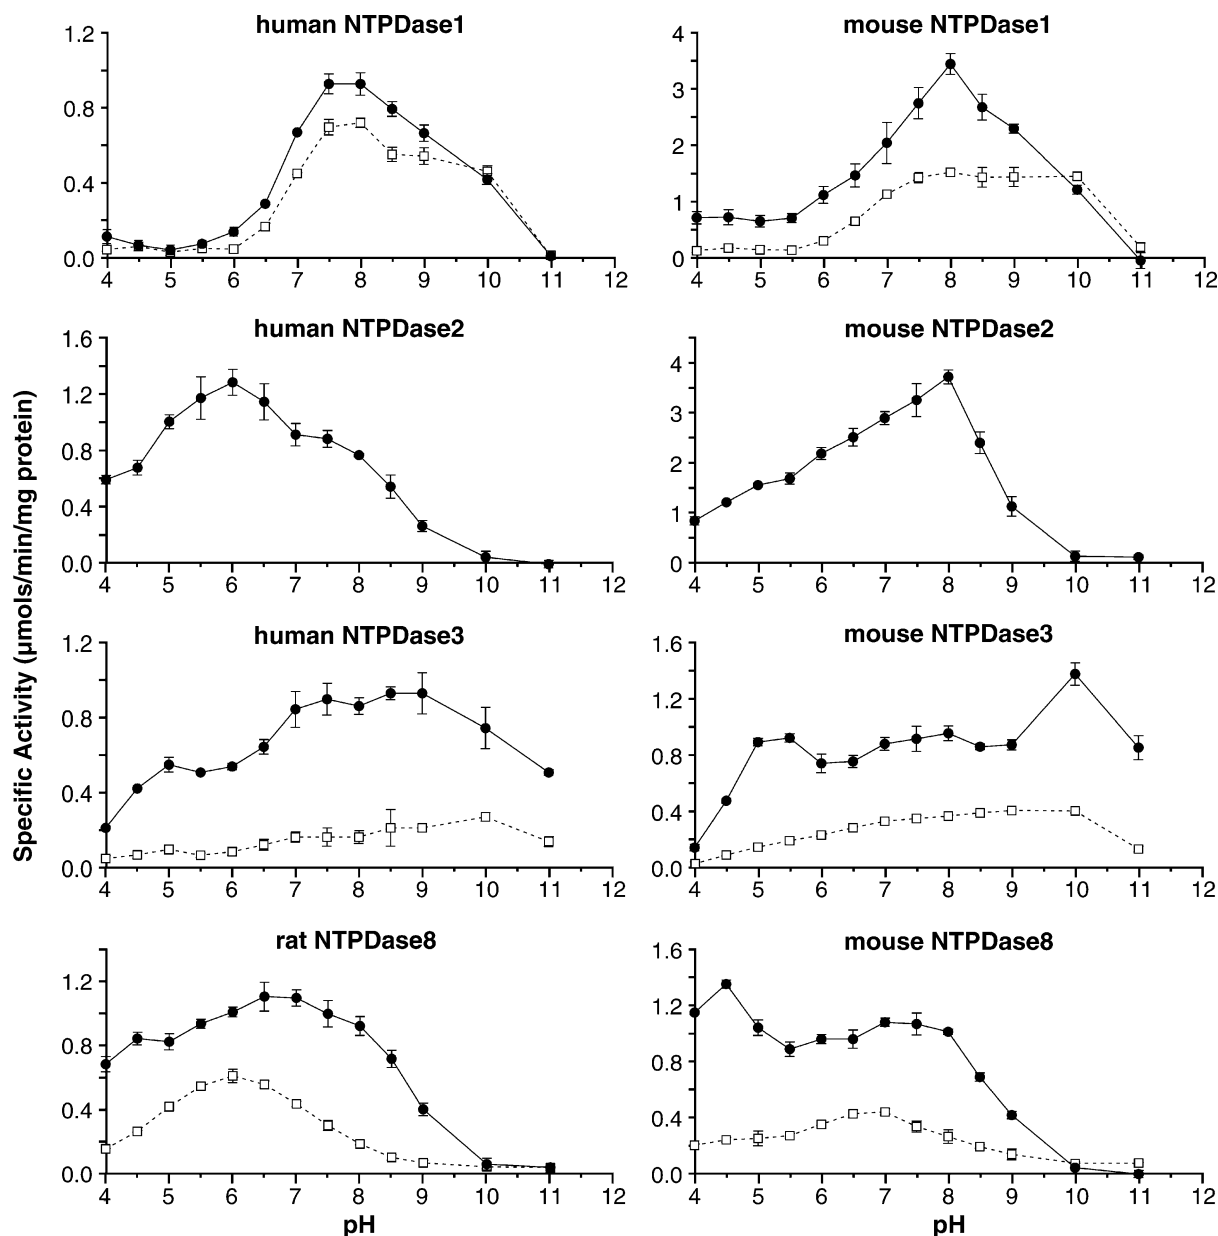 human NTPDase1
mouse NTPDase1
1.2
0.8
0.4
0.0
4 5 6 7 8 9 10 11 12
4
3
2
1
0
4 5 6 7 8 9 10 11 12
human NTPDase2
mouse NTPDase2
1.6
1.2
0.8
0.4
0.0
4 5 6 7 8 9 10 11 12
4
3
2
1
0
4 5 6 7 8 9 10 11 12
Specific Activity (µmols/min/mg protein)
human NTPDase3
mouse NTPDase3
1.2
0.8
0.4
0.0
4 5 6 7 8 9 10 11 12
1.6
1.2
0.8
0.4
0
4 5 6 7 8 9 10 11 12
rat NTPDase8
mouse NTPDase8
1.2
0.8
0.4
0.0
4 5 6 7 8 9 10 11 12
1.6
1.2
0.8
0.4
0
4 5 6 7 8 9 10 11 12
pH
pH